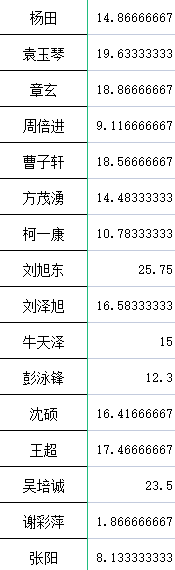 杨田 14.86666667
袁玉琴 19.63333333
章玄 18.86666667
周倍进 9.116666667
曹子轩 18.56666667
方茂湧 14.48333333
柯一康 10.78333333
刘旭东 25.75
刘泽旭 16.58333333
牛天泽 15
彭泳锋 12.3
沈硕 16.41666667
王超 17.46666667
吴培诚 23.5
谢彩萍 1.866666667
张阳 8.133333333